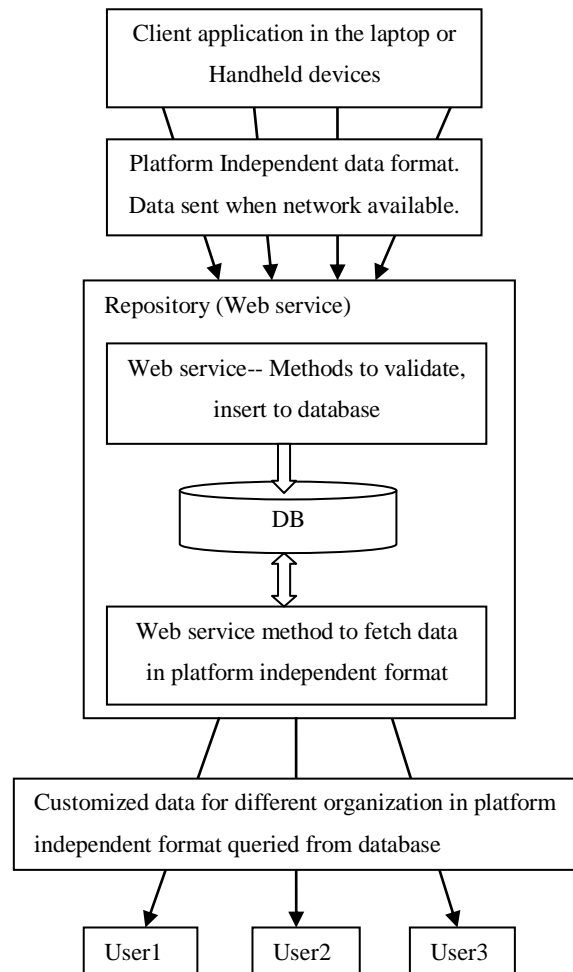 Client application in the laptop or
Handheld devices
Platform Independent data format.
Data sent when network available.
Repository (Web service)
Web service-- Methods to validate,
insert to database
DB
Web service method to fetch data
in platform independent format
Customized data for different organization in platform
independent format queried from database
User1
User2
User3